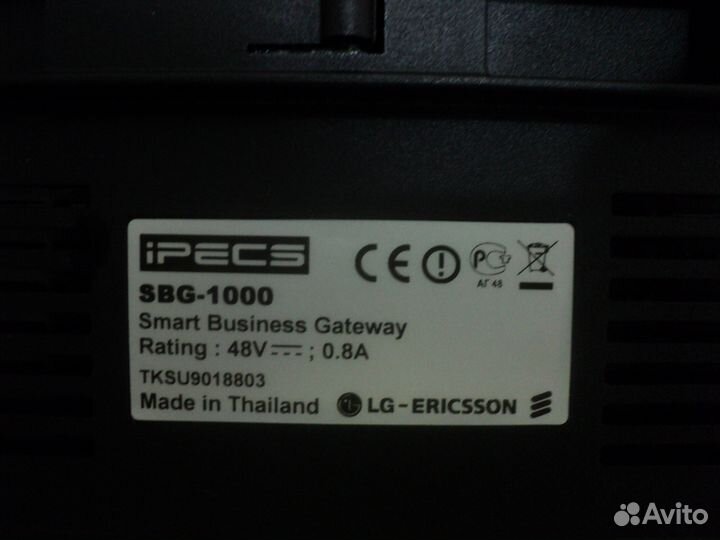 iPECS
CE PC
АГ 48
SBG-1000
Smart Business Gateway
Rating : 48V ; 0.8A
TKSU9018803
Made in Thailand LG-ERICSSON
Avito